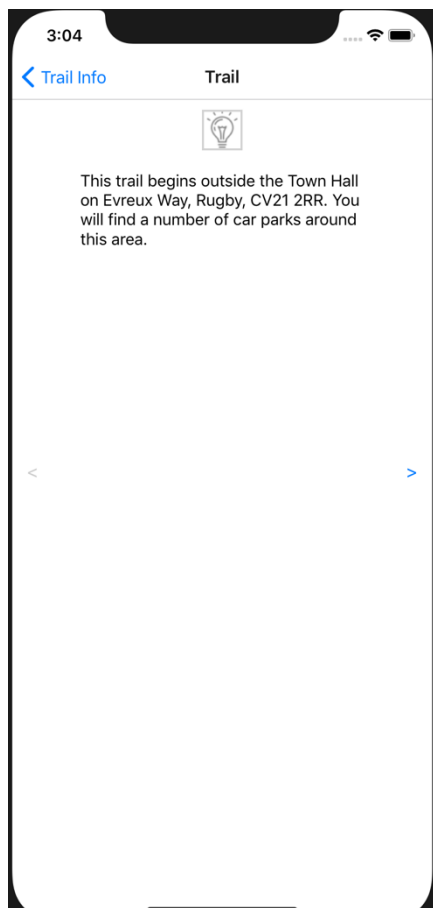 3:04
Trail Info
Trail
This trail begins outside the Town Hall
on Evreux Way, Rugby, CV21 2RR. You
will find a number of car parks around
this area.
<
>